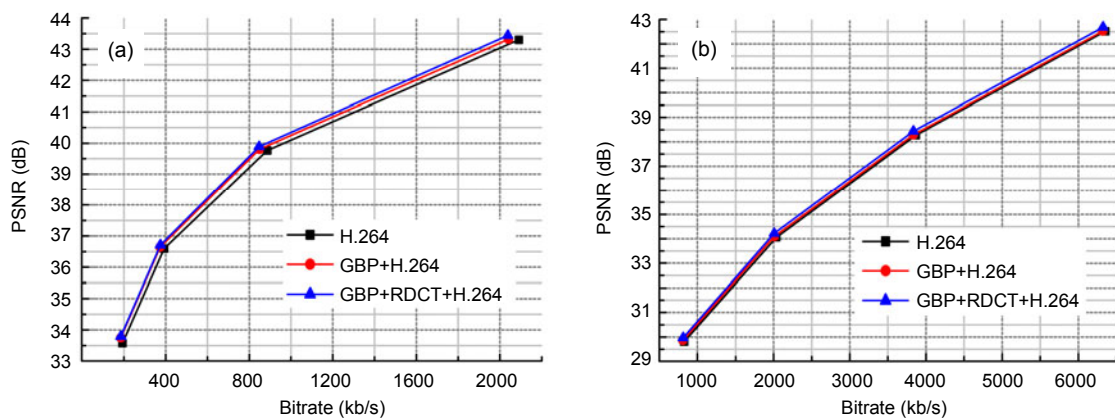 (a)
PSNR (dB)
44
43
42
41
40
39
38
37
36
35
34
33
H.264
GBP+H.264
GBP+RDCT+H.264
400 800 1200 1600 2000
Bitrate (kb/s)
(b)
PSNR (dB)
43
41
39
37
35
33
31
29
H.264
GBP+H.264
GBP+RDCT+H.264
1000 2000 3000 4000 5000 6000
Bitrate (kb/s)